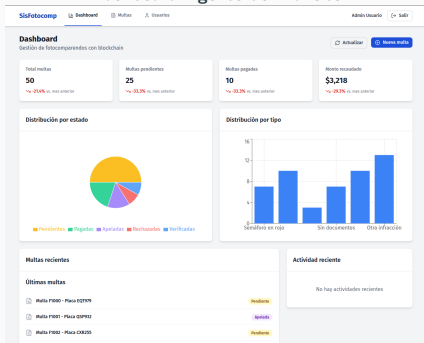 SisFotocomp
Dashboard
Multas
Usuarios
Admin Usuario
Salir
Dashboard
Gestión de fotocomparendos con blockchain
Actualizar
Nueva multa
Total multas
50
-21.4% vs. mes anterior
Multas pendientes
25
-33.3% vs. mes anterior
Multas pagadas
10
-33.3% vs. mes anterior
Monto recaudado
$3,218
-29.3% vs. mes anterior
Distribución por estado
Pendientes
Pagadas
Apeladas
Rechazadas
Verificadas
Distribución por tipo
16
12
8
4
0
Semáforo en rojo
Sin documentos
Otra infracción
Multas recientes
Últimas multas
Multa F1000 - Placa EQT979
Pendiente
Multa F1001 - Placa QSP932
Apelada
Multa F1002 - Placa CXR255
Pendiente
Actividad reciente
No hay actividades recientes